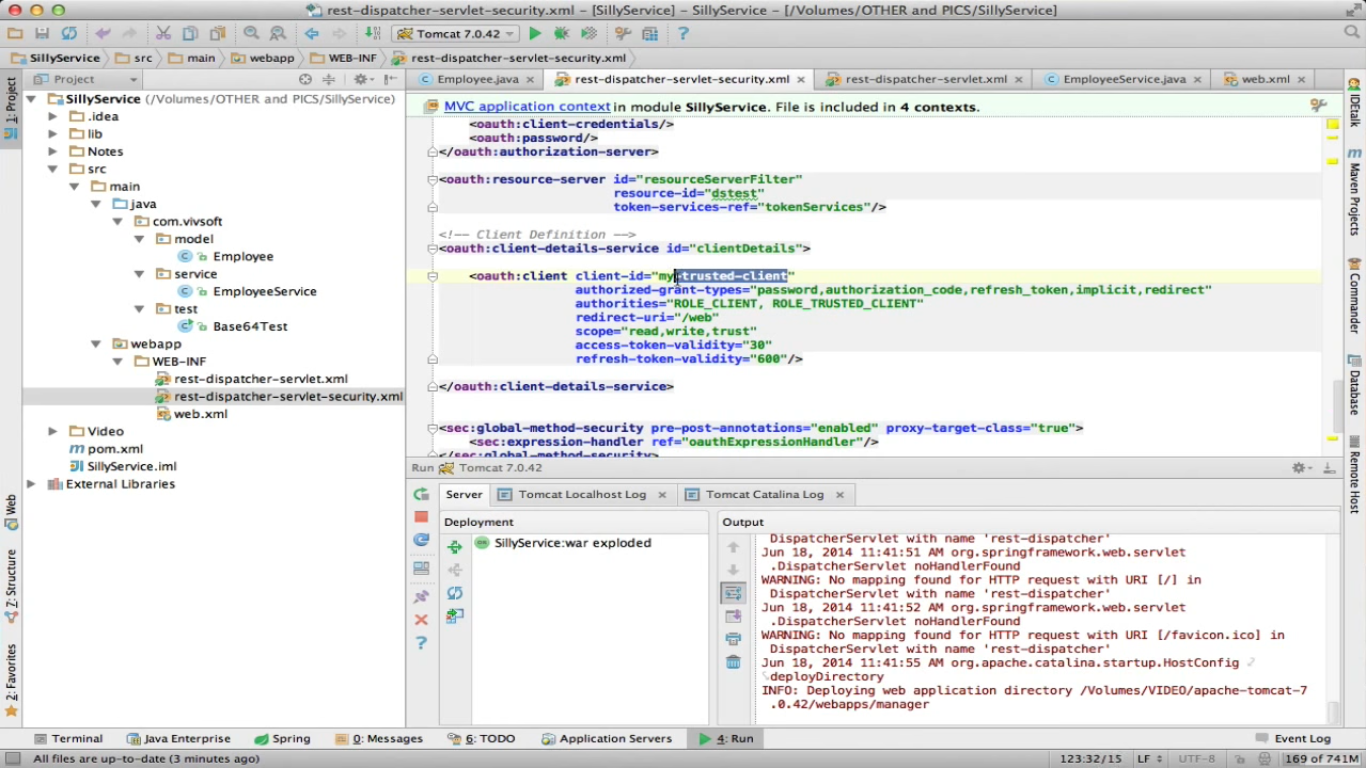 rest-dispatcher-servlet-security.xml – [SillyService] – SillyService – [/Volumes/OTHER and PICS/SillyService]
Tomcat 7.0.42
SillyService src main webapp WEB-INF rest-dispatcher-servlet-security.xml
Project
Employee.java
rest-dispatcher-servlet-security.xml
rest-dispatcher-servlet.xml
EmployeeService.java
web.xml
1: Project
Web
Z: Structure
2: Favorites
SillyService (/Volumes/OTHER and PICS/SillyService)
.idea
lib
Notes
src
main
java
com.vivsoft
model
Employee
service
EmployeeService
test
Base64Test
webapp
WEB-INF
rest-dispatcher-servlet.xml
rest-dispatcher-servlet-security.xml
web.xml
Video
pom.xml
SillyService.iml
External Libraries
MVC application context in module SillyService. File is included in 4 contexts.
<oauth:client-credentials/>
<oauth:password/>
</oauth:authorization-server>
<oauth:resource-server id="resourceServerFilter"
resource-id="dstest"
token-services-ref="tokenServices"/>
<!-- Client Definition -->
<oauth:client-details-service id="clientDetails">
<oauth:client client-id="my-trusted-client"
authorized-grant-types="password,authorization_code,refresh_token,implicit,redirect"
authorities="ROLE_CLIENT, ROLE_TRUSTED_CLIENT"
redirect-uri="/web"
scope="read,write,trust"
access-token-validity="30"
refresh-token-validity="600"/>
</oauth:client-details-service>
<sec:global-method-security pre-post-annotations="enabled" proxy-target-class="true">
<sec:expression-handler ref="oauthExpressionHandler"/>
</sec:global-method-security>
IDEtalk
Maven Projects
Commander
Database
Remote Host
Run Tomcat 7.0.42
Server
Tomcat Localhost Log
Tomcat Catalina Log
Deployment
SillyService:war exploded
Output
DispatcherServlet with name 'rest-dispatcher'
Jun 18, 2014 11:41:51 AM org.springframework.web.servlet
.DispatcherServlet noHandlerFound
WARNING: No mapping found for HTTP request with URI [/] in
DispatcherServlet with name 'rest-dispatcher'
Jun 18, 2014 11:41:52 AM org.springframework.web.servlet
.DispatcherServlet noHandlerFound
WARNING: No mapping found for HTTP request with URI [/favicon.ico] in
DispatcherServlet with name 'rest-dispatcher'
Jun 18, 2014 11:41:55 AM org.apache.catalina.startup.HostConfig
deployDirectory
INFO: Deploying web application directory /Volumes/VIDEO/apache-tomcat-7
.0.42/webapps/manager
Terminal
Java Enterprise
Spring
0: Messages
6: TODO
Application Servers
4: Run
Event Log
All files are up-to-date (3 minutes ago)
123:32/15
LF
UTF-8
169 of 741M